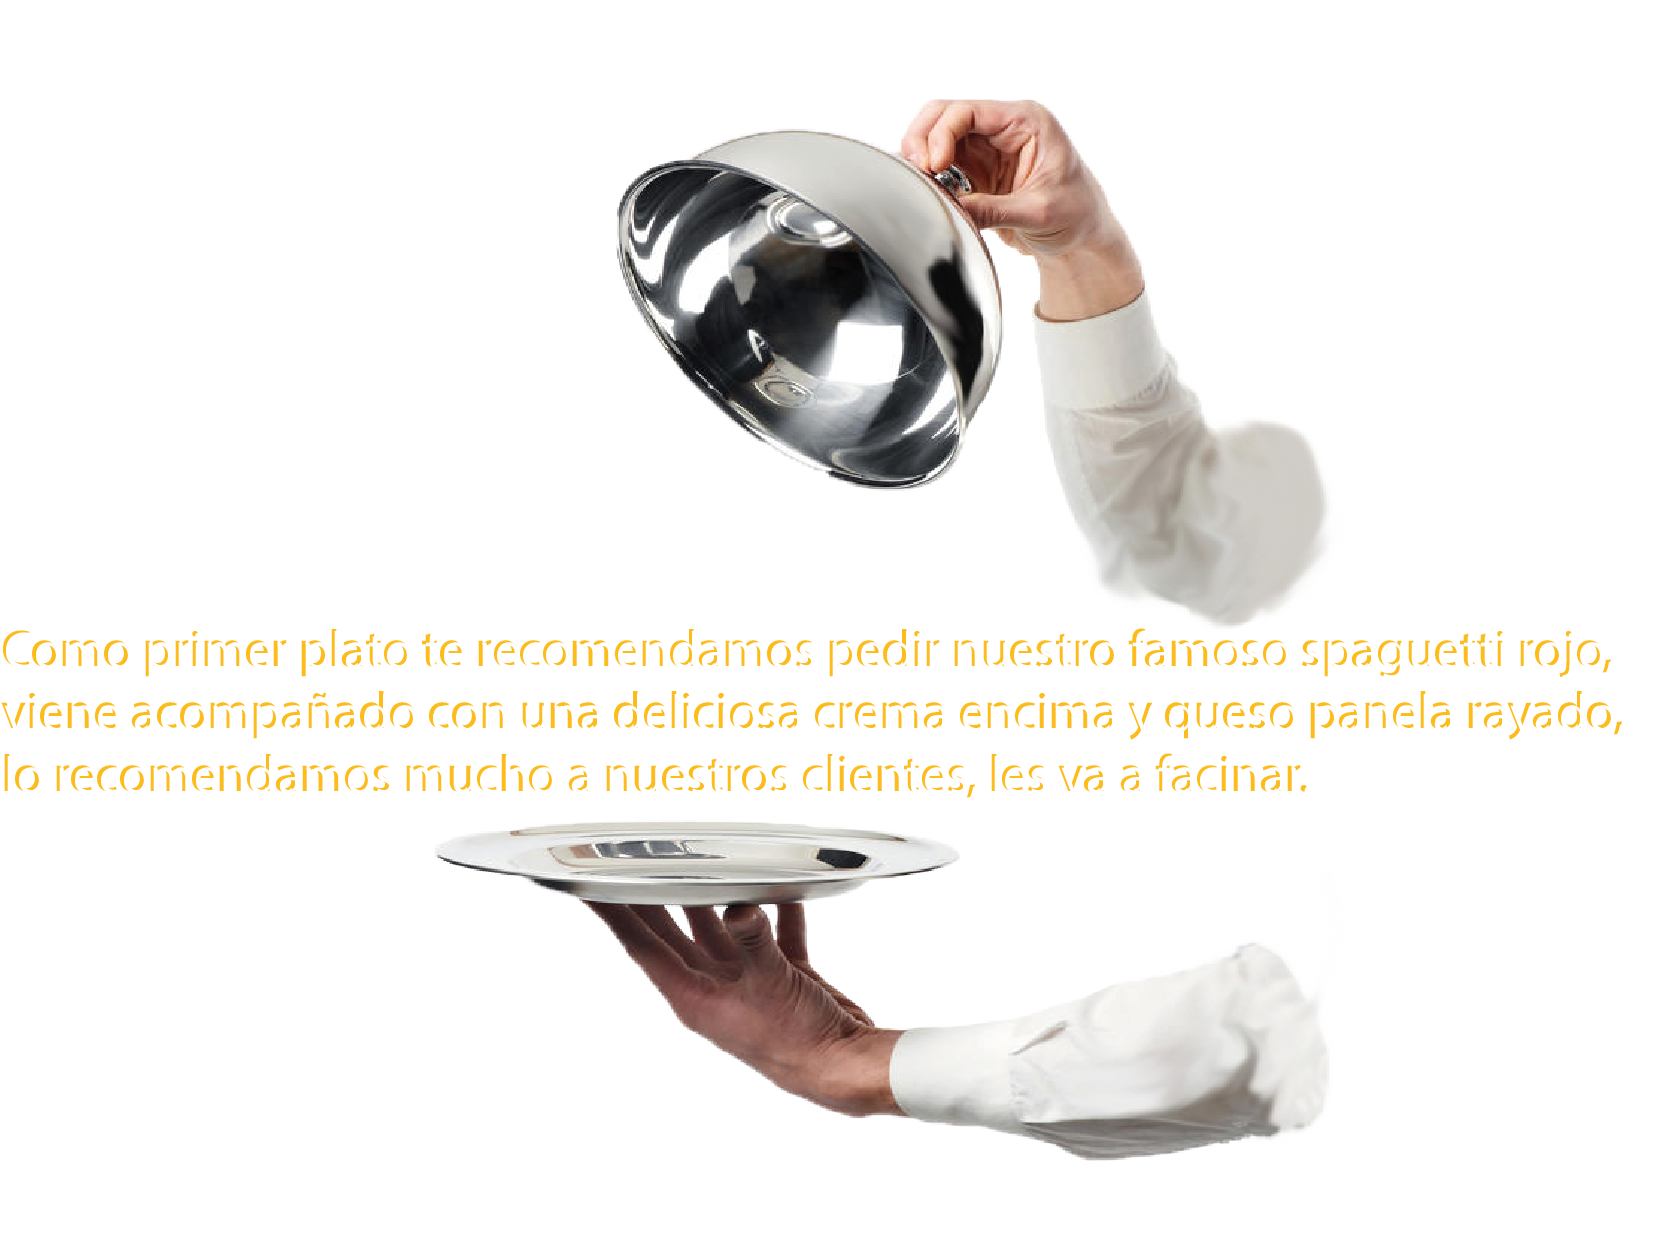 Como primer plato te recomendamos pedir nuestro famoso spaguetti rojo,
viene acompañado con una deliciosa crema encima y queso panela rayado,
lo recomendamos mucho a nuestros clientes, les va a facinar.